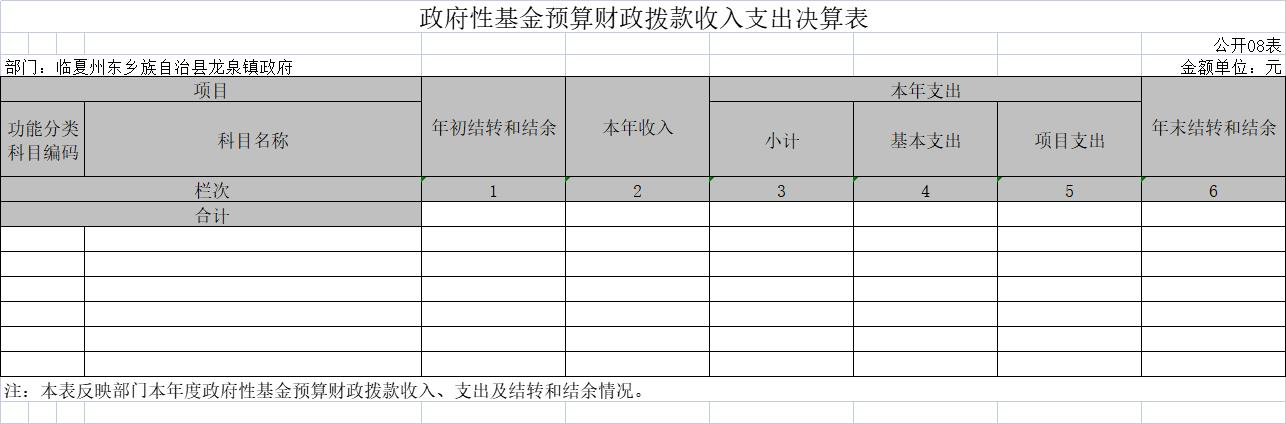 政府性基金预算财政拨款收入支出决算表
公开08表
部门：临夏州东乡族自治县龙泉镇政府 金额单位：元
项目 年初结转和结余 本年收入 本年支出 年末结转和结余
功能分类科目编码 科目名称 小计 基本支出 项目支出
栏次 1 2 3 4 5 6
合计
注：本表反映部门本年度政府性基金预算财政拨款收入、支出及结转和结余情况。